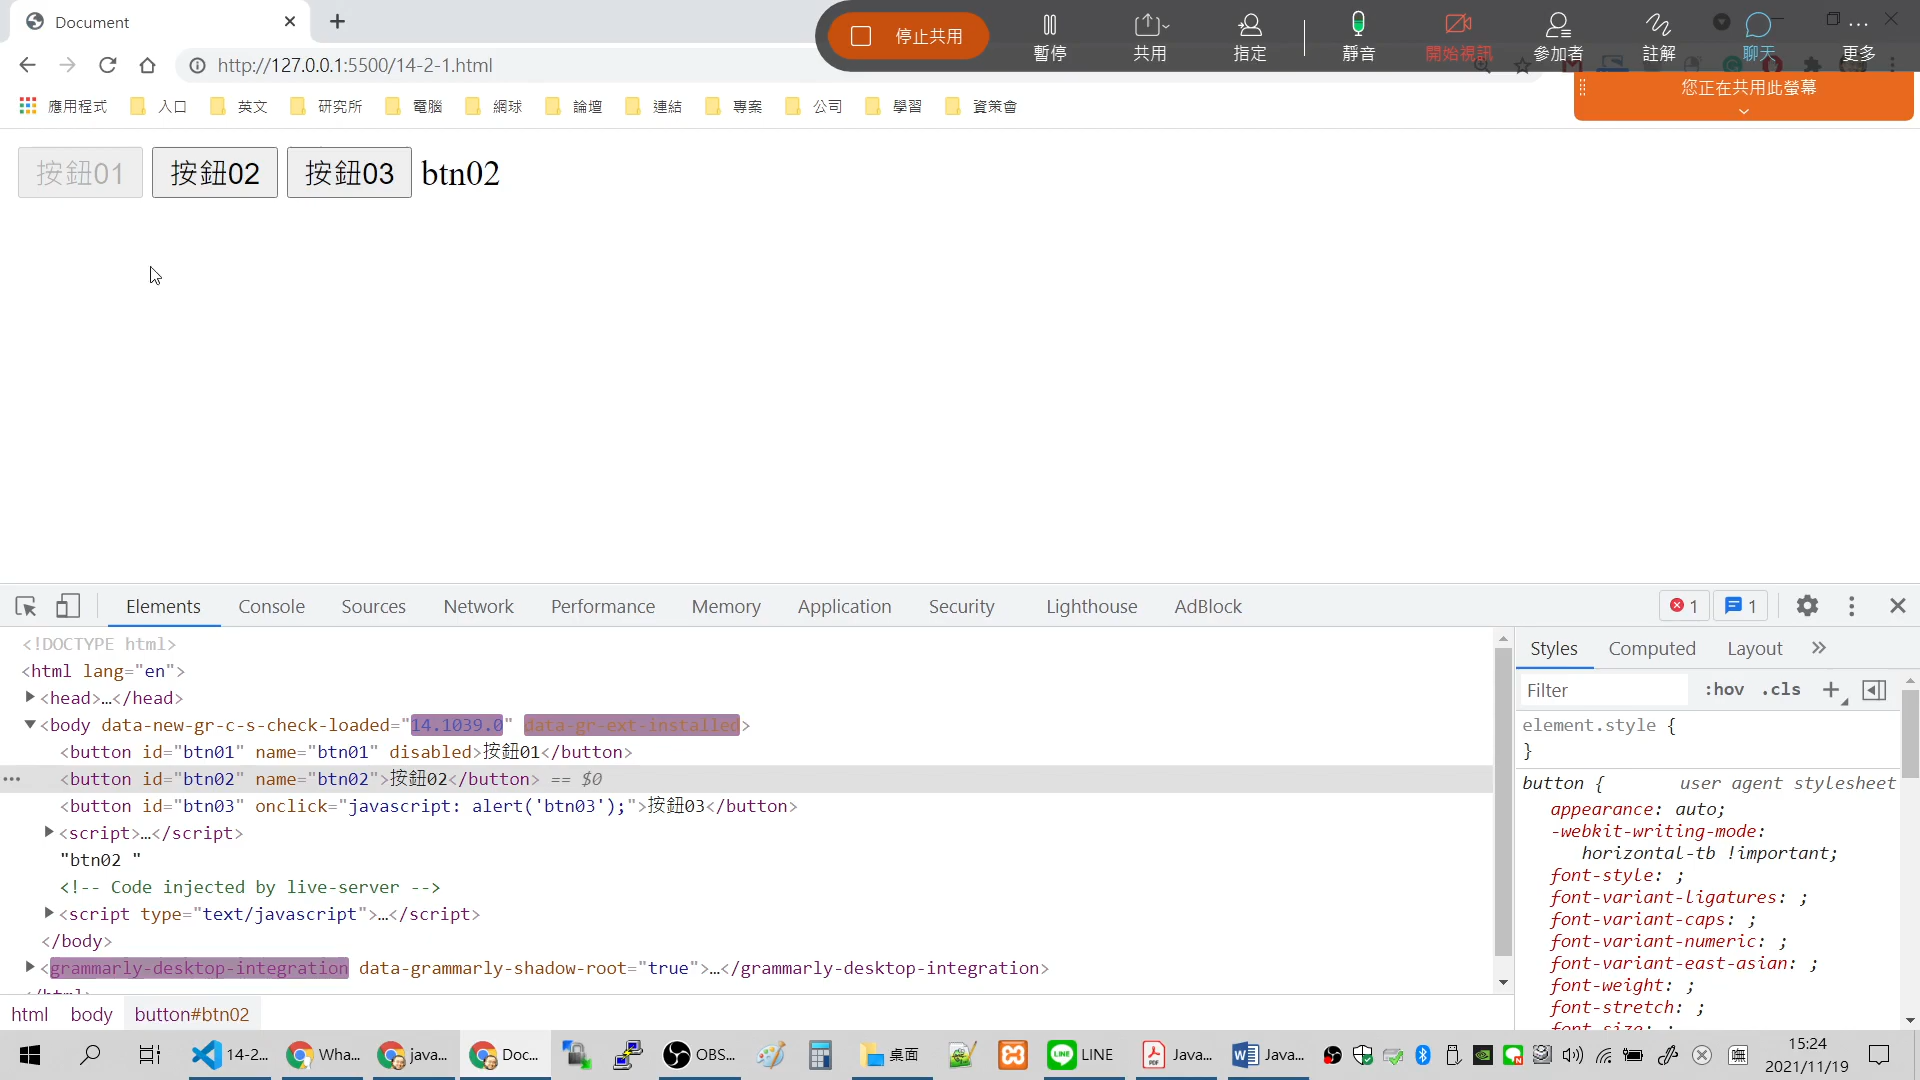 Document
停止共用
暫停
共用
指定
靜音
開始視訊
參加者
註解
聊天
更多
http://127.0.0.1:5500/14-2-1.html
您正在共用此螢幕
應用程式 入口 英文 研究所 電腦 網球 論壇 連結 專案 公司 學習 資策會
按鈕01 按鈕02 按鈕03 btn02
Elements Console Sources Network Performance Memory Application Security Lighthouse AdBlock 1 1
<!DOCTYPE html>
<html lang="en">
<head>…</head>
<body data-new-gr-c-s-check-loaded="14.1039.0" data-gr-ext-installed>
<button id="btn01" name="btn01" disabled>按鈕01</button>
<button id="btn02" name="btn02">按鈕02</button> == $0
<button id="btn03" onclick="javascript: alert('btn03');">按鈕03</button>
<script>…</script>
"btn02 "
<!-- Code injected by live-server -->
<script type="text/javascript">…</script>
</body>
<grammarly-desktop-integration data-grammarly-shadow-root="true">…</grammarly-desktop-integration>
</html>
html body button#btn02
Styles Computed Layout
Filter :hov .cls
element.style {
}
button { user agent stylesheet
appearance: auto;
-webkit-writing-mode:
horizontal-tb !important;
font-style: ;
font-variant-ligatures: ;
font-variant-caps: ;
font-variant-numeric: ;
font-variant-east-asian: ;
font-weight: ;
font-stretch: ;
font-size: ;
14-2... Wha... java... Doc... OBS... 桌面 LINE Java... Java...
15:24
2021/11/19